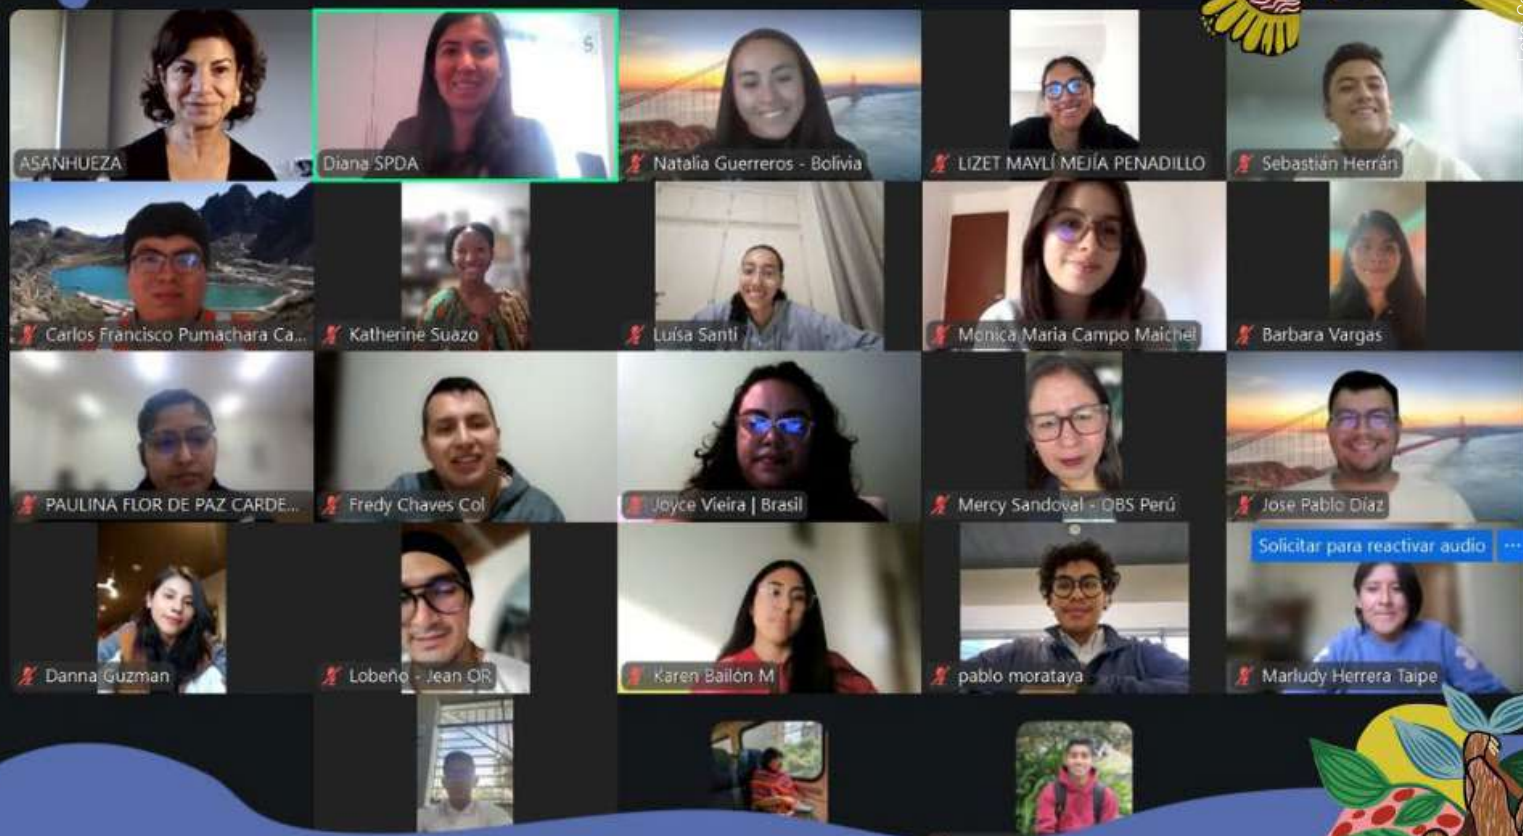 ASANHUEZA
Diana SPDA
Natalia Guerreros - Bolivia
LIZET MAYLÍ MEJÍA PENADILLO
Sebastián Herrán
Carlos Francisco Pumachara Ca...
Katherine Suazo
Luísa Santi
Monica Maria Campo Maichel
Barbara Vargas
PAULINA FLOR DE PAZ CARDE...
Fredy Chaves Col
Joyce Vieira | Brasil
Mercy Sandoval - OBS Perú
Jose Pablo Díaz
Solicitar para reactivar audio ...
Danna Guzman
Lobeño - Jean OR
Karen Bailón M
pablo morataya
Marludy Herrera Taipe